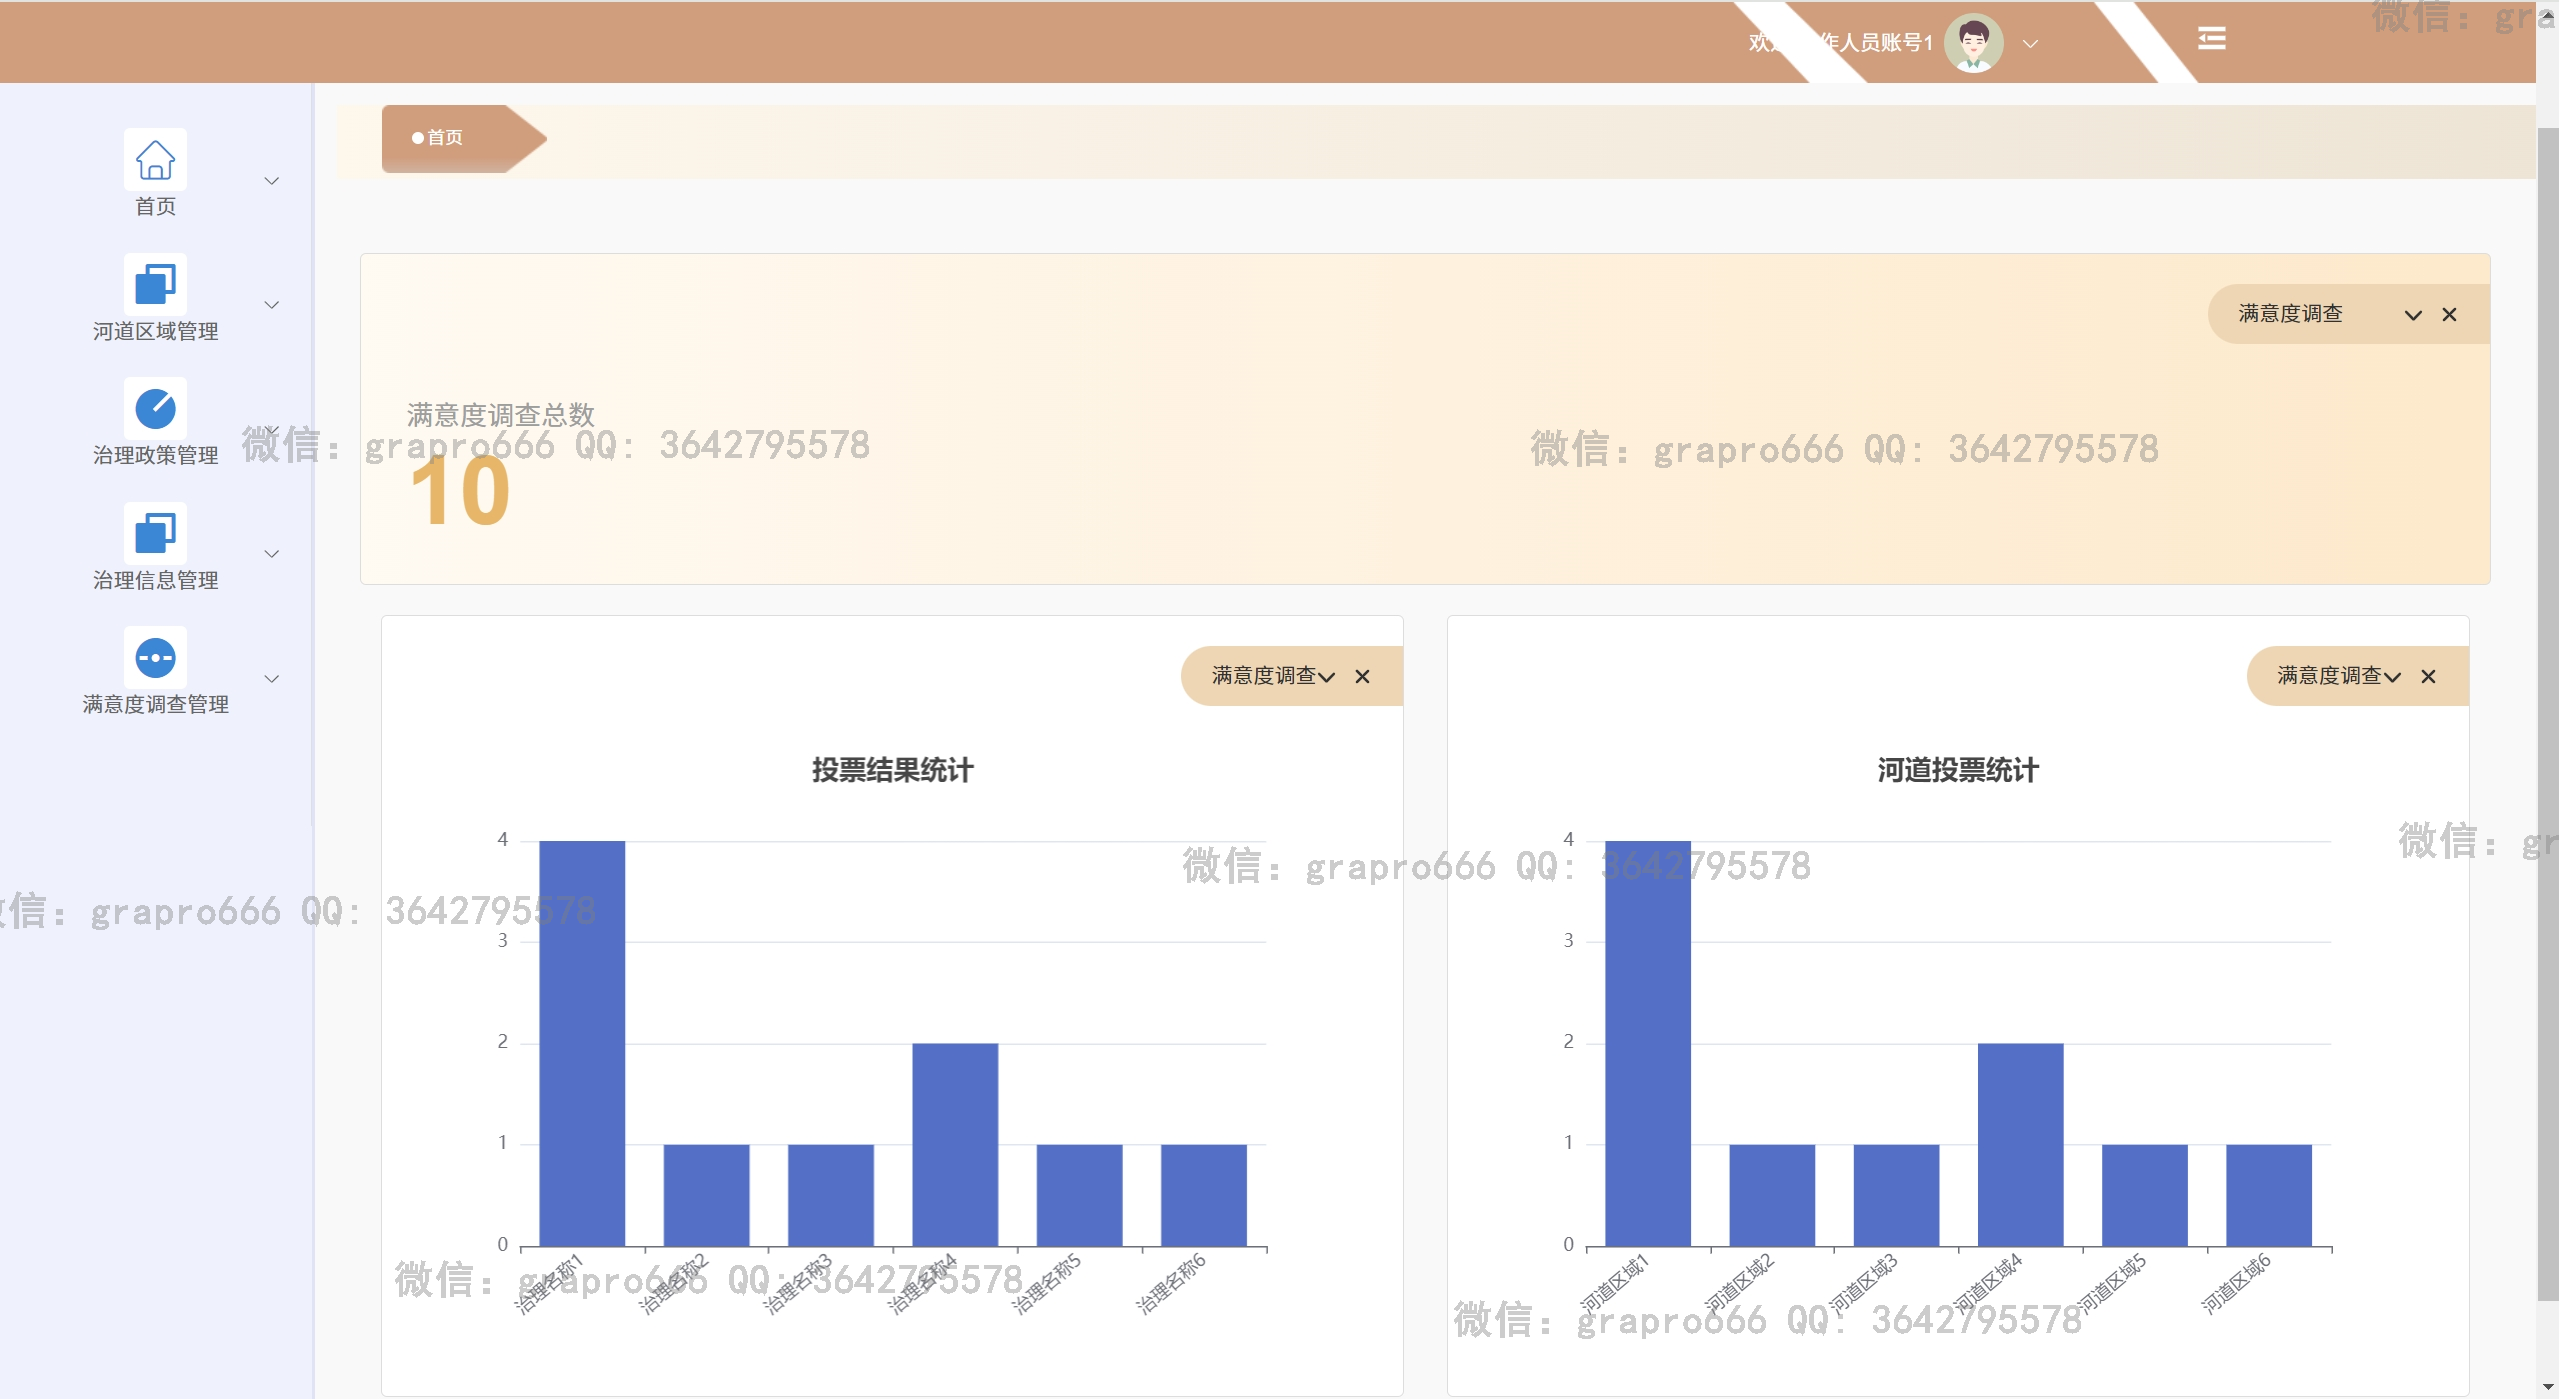 微信：gra
欢迎 作人员账号1
首页
首页
河道区域管理
治理政策管理
治理信息管理
满意度调查管理
满意度调查
满意度调查总数
10
微信：grapro666 QQ: 3642795578
微信：grapro666 QQ: 3642795578
满意度调查
投票结果统计
4
3
2
1
0
治理名称1
治理名称2
治理名称3
治理名称4
治理名称5
治理名称6
满意度调查
河道投票统计
4
3
2
1
0
河道区域1
河道区域2
河道区域3
河道区域4
河道区域5
河道区域6
微信：grapro666 QQ: 3642795578
微信：gr
微信：grapro666 QQ: 3642795578
微信：grapro666 QQ: 3642795578
微信：grapro666 QQ: 3642795578